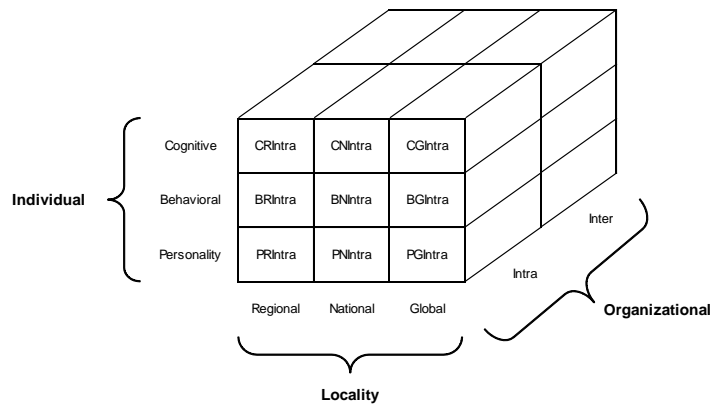 Cognitive CRIntra CNIntra CGIntra
Individual Behavioral BRIntra BNIntra BGIntra
Inter
Personality PRIntra PNIntra PGIntra
Intra
Regional National Global
Organizational
Locality